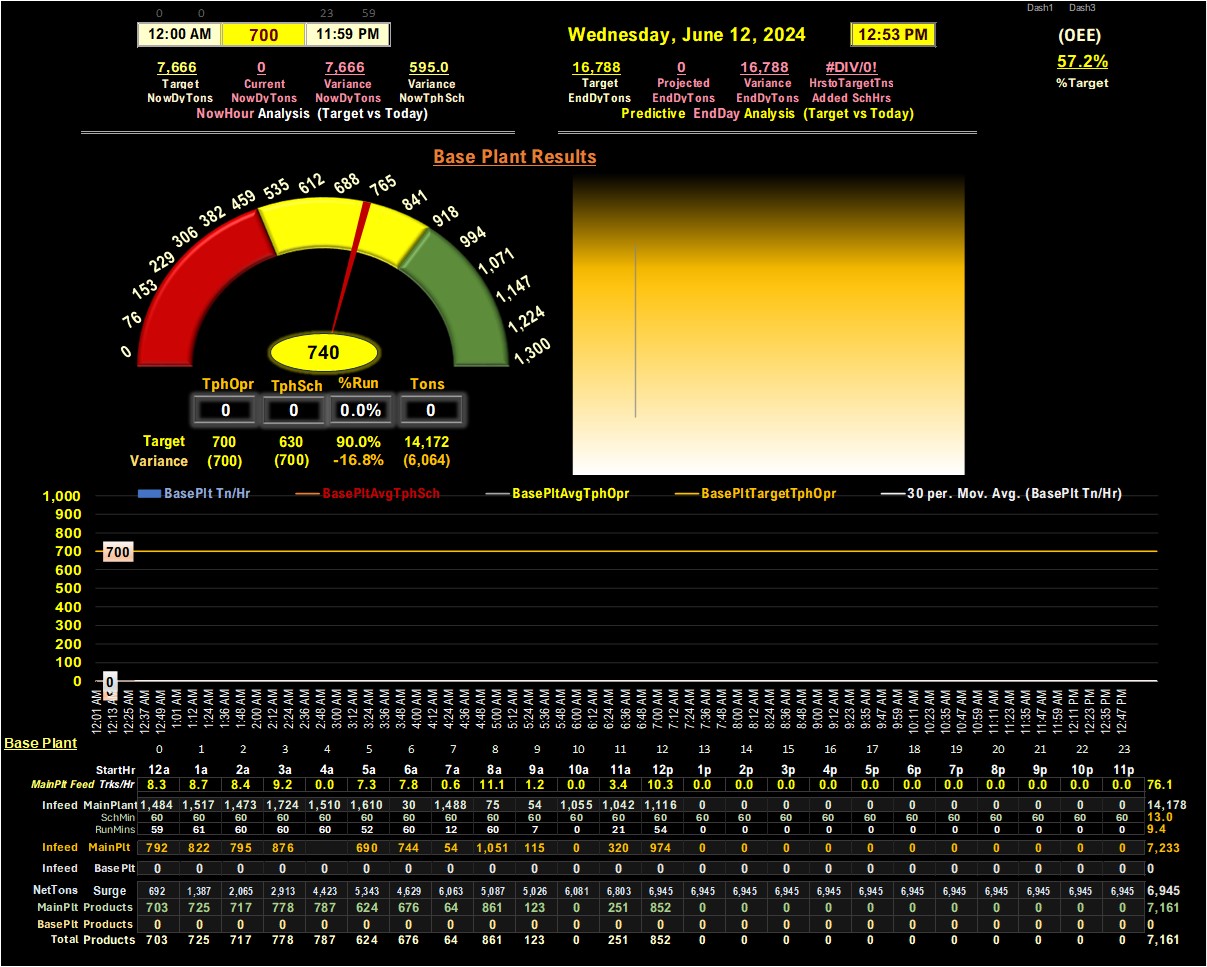 0 0 23 59 Dash1 Dash3
12:00 AM 700 11:59 PM Wednesday, June 12, 2024 12:53 PM (OEE)
7,666 0 7,666 595.0 16,788 0 16,788 #DIV/0! 57.2%
Target Current Variance Variance Target Projected Variance HrstoTargetTns %Target
NowDyTons NowDyTons NowDyTons NowTphSch EndDyTons EndDyTons EndDyTons Added SchHrs
NowHour Analysis (Target vs Today) Predictive EndDay Analysis (Target vs Today)
Base Plant Results
0 76 153 229 306 382 459 535 612 688 765 841 918 994 1,071 1,147 1,224 1,300
740
TphOpr TphSch %Run Tons
0 0 0.0% 0
Target 700 630 90.0% 14,172
Variance (700) (700) -16.8% (6,064)
BasePlt Tn/Hr BasePltAvgTphSch BasePltAvgTphOpr BasePltTargetTphOpr 30 per. Mov. Avg. (BasePlt Tn/Hr)
1,000
900
800
700 700
600
500
400
300
200
100
0 0
12:01 AM 12:13 AM 12:25 AM 12:37 AM 12:49 AM 1:01 AM 1:12 AM 1:24 AM 1:36 AM 1:48 AM 2:00 AM 2:12 AM 2:24 AM 2:36 AM 2:48 AM 3:00 AM 3:12 AM 3:24 AM 3:36 AM 3:48 AM 4:00 AM 4:12 AM 4:24 AM 4:36 AM 4:48 AM 5:00 AM 5:12 AM 5:24 AM 5:36 AM 5:48 AM 6:00 AM 6:12 AM 6:24 AM 6:36 AM 6:48 AM 7:00 AM 7:12 AM 7:24 AM 7:36 AM 7:48 AM 8:00 AM 8:12 AM 8:24 AM 8:36 AM 8:48 AM 9:00 AM 9:12 AM 9:23 AM 9:35 AM 9:47 AM 9:59 AM 10:11 AM 10:23 AM 10:35 AM 10:47 AM 10:59 AM 11:11 AM 11:23 AM 11:35 AM 11:47 AM 11:59 AM 12:11 PM 12:23 PM 12:35 PM 12:47 PM
Base Plant 0 1 2 3 4 5 6 7 8 9 10 11 12 13 14 15 16 17 18 19 20 21 22 23
StartHr 12a 1a 2a 3a 4a 5a 6a 7a 8a 9a 10a 11a 12p 1p 2p 3p 4p 5p 6p 7p 8p 9p 10p 11p
MainPlt Feed Trks/Hr 8.3 8.7 8.4 9.2 0.0 7.3 7.8 0.6 11.1 1.2 0.0 3.4 10.3 0.0 0.0 0.0 0.0 0.0 0.0 0.0 0.0 0.0 0.0 0.0 76.1
Infeed MainPlant 1,484 1,517 1,473 1,724 1,510 1,610 30 1,488 75 54 1,055 1,042 1,116 0 0 0 0 0 0 0 0 0 0 0 14,178
SchMin 60 60 60 60 60 60 60 60 60 60 60 60 60 60 60 60 60 60 60 60 60 60 60 60 13.0
RunMins 59 61 60 60 60 52 60 12 60 7 0 21 54 0 0 0 0 0 0 0 0 0 0 0 9.4
Infeed MainPlt 792 822 795 876 690 744 54 1,051 115 0 320 974 0 0 0 0 0 0 0 0 0 0 0 7,233
Infeed BasePlt 0 0 0 0 0 0 0 0 0 0 0 0 0 0 0 0 0 0 0 0 0 0 0 0 0
NetTons Surge 692 1,387 2,065 2,913 4,423 5,343 4,629 6,063 5,087 5,026 6,081 6,803 6,945 6,945 6,945 6,945 6,945 6,945 6,945 6,945 6,945 6,945 6,945 6,945 6,945
MainPlt Products 703 725 717 778 787 624 676 64 861 123 0 251 852 0 0 0 0 0 0 0 0 0 0 0 7,161
BasePlt Products 0 0 0 0 0 0 0 0 0 0 0 0 0 0 0 0 0 0 0 0 0 0 0 0 0
Total Products 703 725 717 778 787 624 676 64 861 123 0 251 852 0 0 0 0 0 0 0 0 0 0 0 7,161